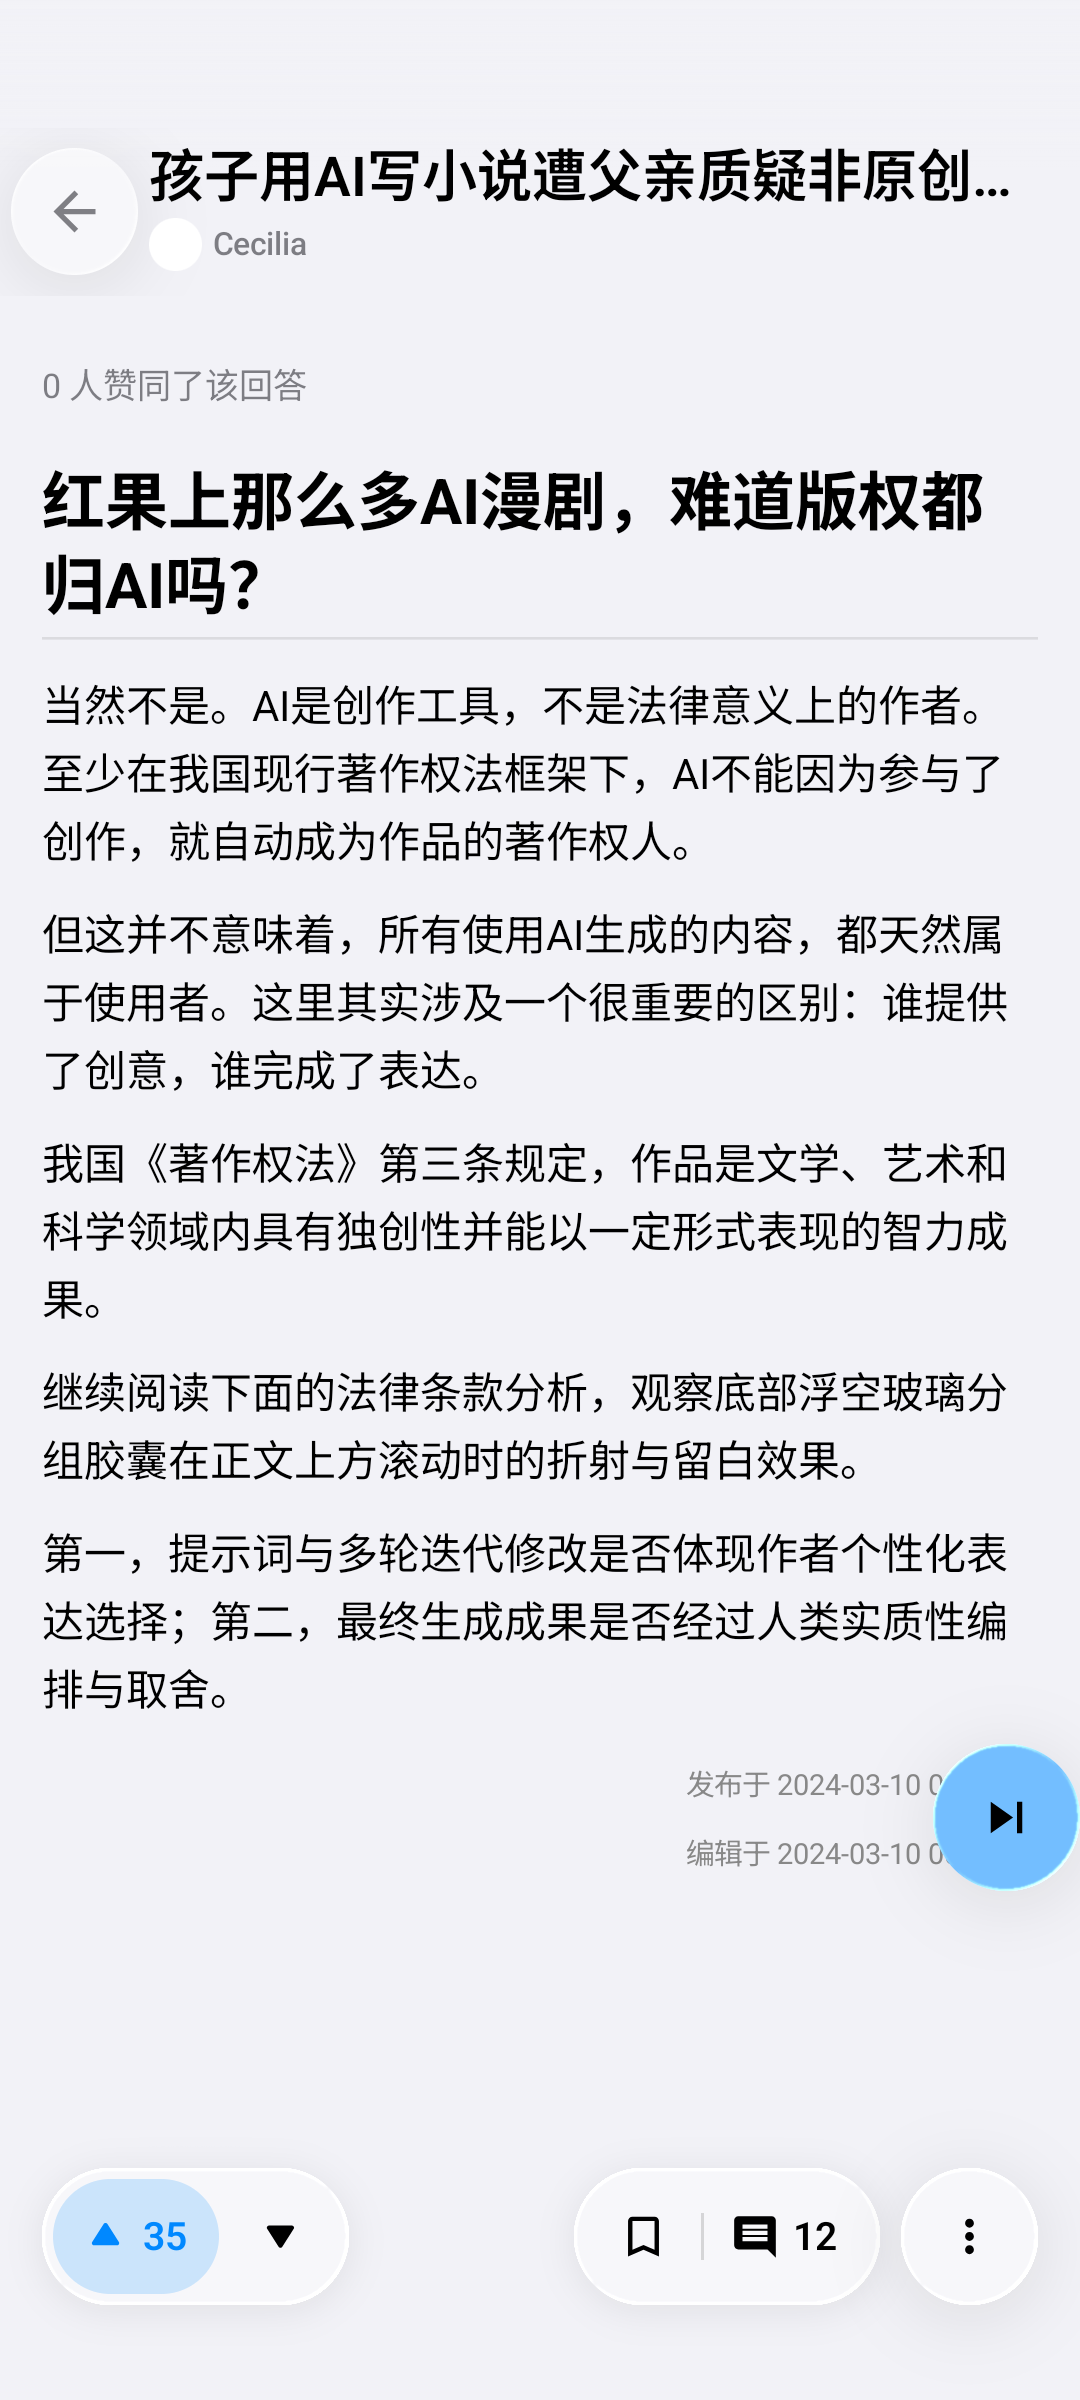 孩子用AI写小说遭父亲质疑非原创...
Cecilia
0 人赞同了该回答
红果上那么多AI漫剧，难道版权都
归AI吗？
当然不是。AI是创作工具，不是法律意义上的作者。
至少在我国现行著作权法框架下，AI不能因为参与了
创作，就自动成为作品的著作权人。
但这并不意味着，所有使用AI生成的内容，都天然属
于使用者。这里其实涉及一个很重要的区别：谁提供
了创意，谁完成了表达。
我国《著作权法》第三条规定，作品是文学、艺术和
科学领域内具有独创性并能以一定形式表现的智力成
果。
继续阅读下面的法律条款分析，观察底部浮空玻璃分
组胶囊在正文上方滚动时的折射与留白效果。
第一，提示词与多轮迭代修改是否体现作者个性化表
达选择；第二，最终生成成果是否经过人类实质性编
排与取舍。
发布于 2024-03-10
编辑于 2024-03-10
35
12